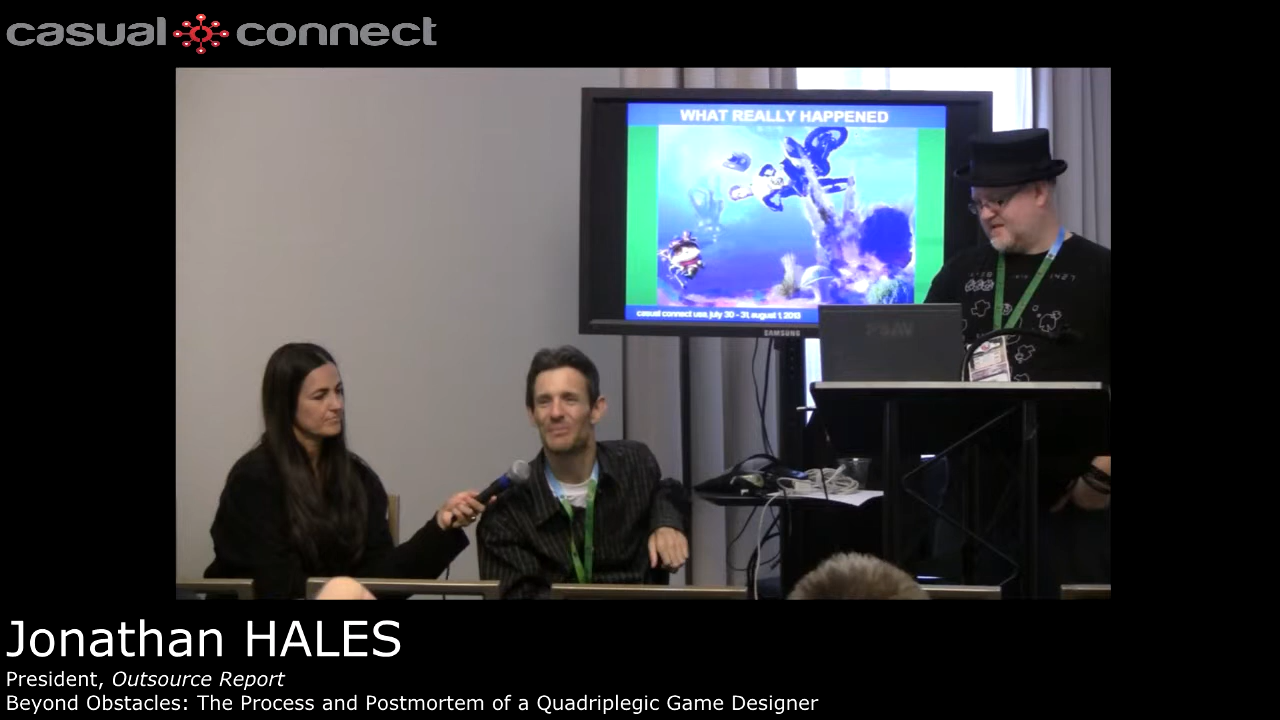 casual connect
WHAT REALLY HAPPENED
casual connect usa, july 30 - 31, august 1, 2013
SAMSUNG
PSAV
Jonathan HALES
President, Outsource Report
Beyond Obstacles: The Process and Postmortem of a Quadriplegic Game Designer